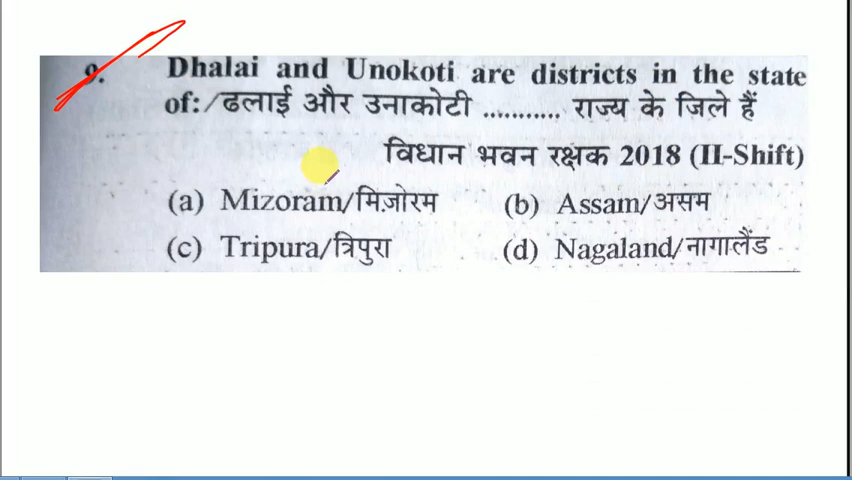 9. Dhalai and Unokoti are districts in the state
of:/ढलाई और उनाकोटी ........... राज्य के जिले हैं
विधान भवन रक्षक 2018 (II-Shift)
(a) Mizoram/मिज़ोरम (b) Assam/असम
(c) Tripura/त्रिपुरा (d) Nagaland/नागालैंड